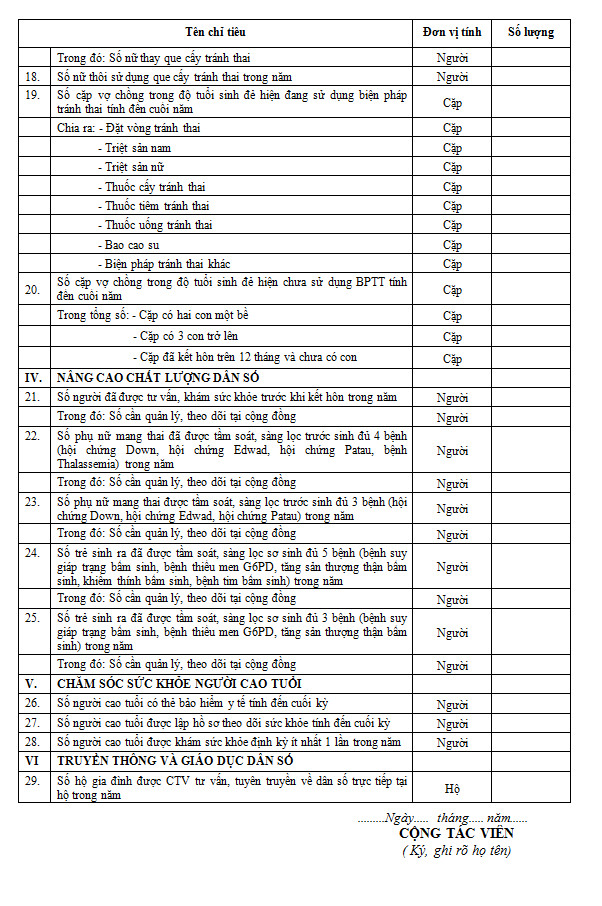 Tên chỉ tiêu Đơn vị tính Số lượng
Trong đó: Số nữ thay que cấy tránh thai Người
18. Số nữ thôi sử dụng que cấy tránh thai trong năm Người
19. Số cặp vợ chồng trong độ tuổi sinh đẻ hiện đang sử dụng biện pháp
tránh thai tính đến cuối năm Cặp
Chia ra: - Đặt vòng tránh thai Cặp
- Triệt sản nam Cặp
- Triệt sản nữ Cặp
- Thuốc cấy tránh thai Cặp
- Thuốc tiêm tránh thai Cặp
- Thuốc uống tránh thai Cặp
- Bao cao su Cặp
- Biện pháp tránh thai khác Cặp
20. Số cặp vợ chồng trong độ tuổi sinh đẻ hiện chưa sử dụng BPTT tính
đến cuối năm Cặp
Trong tổng số: - Cặp có hai con một bề Cặp
- Cặp có 3 con trở lên Cặp
- Cặp đã kết hôn trên 12 tháng và chưa có con Cặp
IV. NÂNG CAO CHẤT LƯỢNG DÂN SỐ
21. Số người đã được tư vấn, khám sức khỏe trước khi kết hôn trong năm Người
Trong đó: Số cần quản lý, theo dõi tại cộng đồng Người
22. Số phụ nữ mang thai đã được tầm soát, sàng lọc trước sinh đủ 4 bệnh
(hội chứng Down, hội chứng Edwad, hội chứng Patau, bệnh
Thalassemia) trong năm Người
Trong đó: Số cần quản lý, theo dõi tại cộng đồng Người
23. Số phụ nữ mang thai được tầm soát, sàng lọc trước sinh đủ 3 bệnh (hội
chứng Down, hội chứng Edwad, hội chứng Patau) trong năm Người
Trong đó: Số cần quản lý, theo dõi tại cộng đồng Người
24. Số trẻ sinh ra đã được tầm soát, sàng lọc sơ sinh đủ 5 bệnh (bệnh suy
giáp trạng bẩm sinh, bệnh thiếu men G6PD, tăng sản thượng thận bẩm
sinh, khiếm thính bẩm sinh, bệnh tim bẩm sinh) trong năm Người
Trong đó: Số cần quản lý, theo dõi tại cộng đồng Người
25. Số trẻ sinh ra đã được tầm soát, sàng lọc sơ sinh đủ 3 bệnh (bệnh suy
giáp trạng bẩm sinh, bệnh thiếu men G6PD, tăng sản thượng thận bẩm
sinh) trong năm Người
Trong đó: Số cần quản lý, theo dõi tại cộng đồng Người
V. CHĂM SÓC SỨC KHỎE NGƯỜI CAO TUỔI
26. Số người cao tuổi có thẻ bảo hiểm y tế tính đến cuối kỳ Người
27. Số người cao tuổi được lập hồ sơ theo dõi sức khỏe tính đến cuối kỳ Người
28. Số người cao tuổi được khám sức khỏe định kỳ ít nhất 1 lần trong năm Người
VI TRUYỀN THÔNG VÀ GIÁO DỤC DÂN SỐ
29. Số hộ gia đình được CTV tư vấn, tuyên truyền về dân số trực tiếp tại
hộ trong năm Hộ
.........Ngày..... tháng..... năm......
CỘNG TÁC VIÊN
( Ký, ghi rõ họ tên)